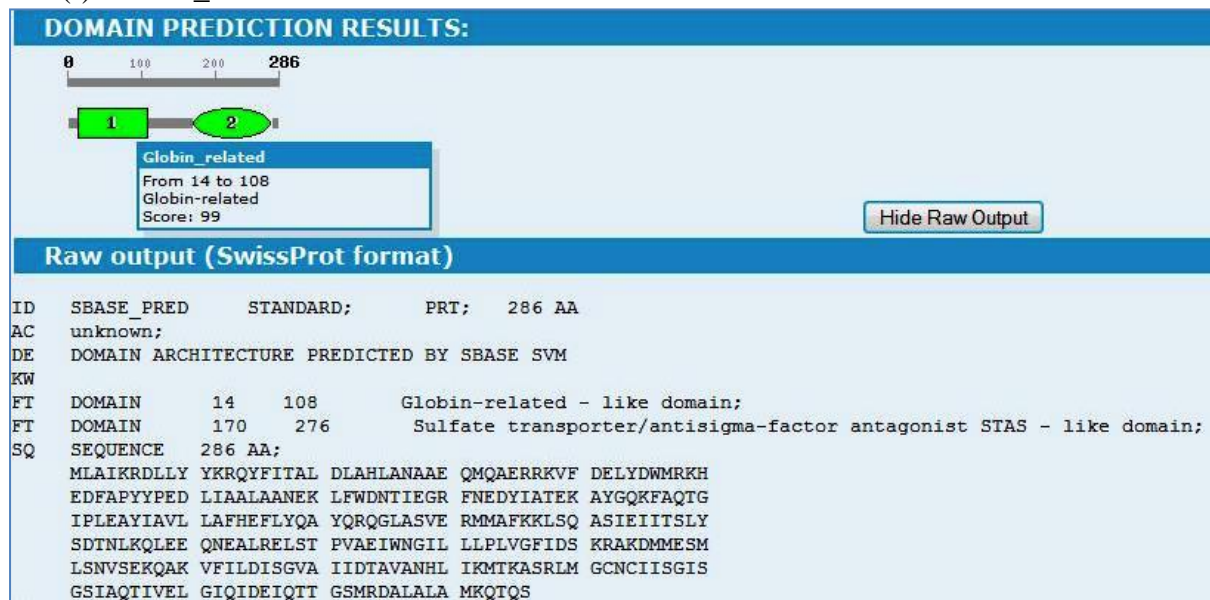 DOMAIN PREDICTION RESULTS:
0 100 200 286
1 2
Globin_related
From 14 to 108
Globin-related
Score: 99
Hide Raw Output
Raw output (SwissProt format)
ID SBASE_PRED STANDARD; PRT; 286 AA
AC unknown;
DE DOMAIN ARCHITECTURE PREDICTED BY SBASE SVM
KW
FT DOMAIN 14 108 Globin-related - like domain;
FT DOMAIN 170 276 Sulfate transporter/antisigma-factor antagonist STAS - like domain;
SQ SEQUENCE 286 AA;
MLAIKRDLLY YKRQYFITAL DLAHLANAAE QMQAERRKVF DELYDWMRKH
EDFAPYYPED LIAALAANEK LFWDNTIEGR FNEDYIATEK AYGQKFAQTG
IPLEAYIAVL LAFHEFLYQA YQRQGLASVE RMMAFKKLSQ ASIEIITSLY
SDTNLKQLEE QNEALRELST PVAEIWNGIL LLPLVGFIDS KRAKDMMESM
LSNVSEKQAK VFILDISGVA IIDTAVANHL IKMTKASRLM GCNCIISGIS
GSIAQTIVEL GIQIDEIQTT GSMRDALALA MKQTQS